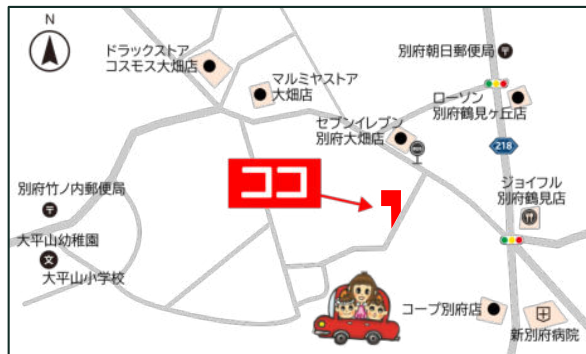 N
ドラックストア
コスモス大畑店
マルミヤストア
大畑店
別府朝日郵便局
ローソン
別府鶴見ヶ丘店
セブンイレブン
別府大畑店
218
ココ
ジョイフル
別府鶴見店
別府竹ノ内郵便局
大平山幼稚園
文
大平山小学校
コープ別府店
新別府病院